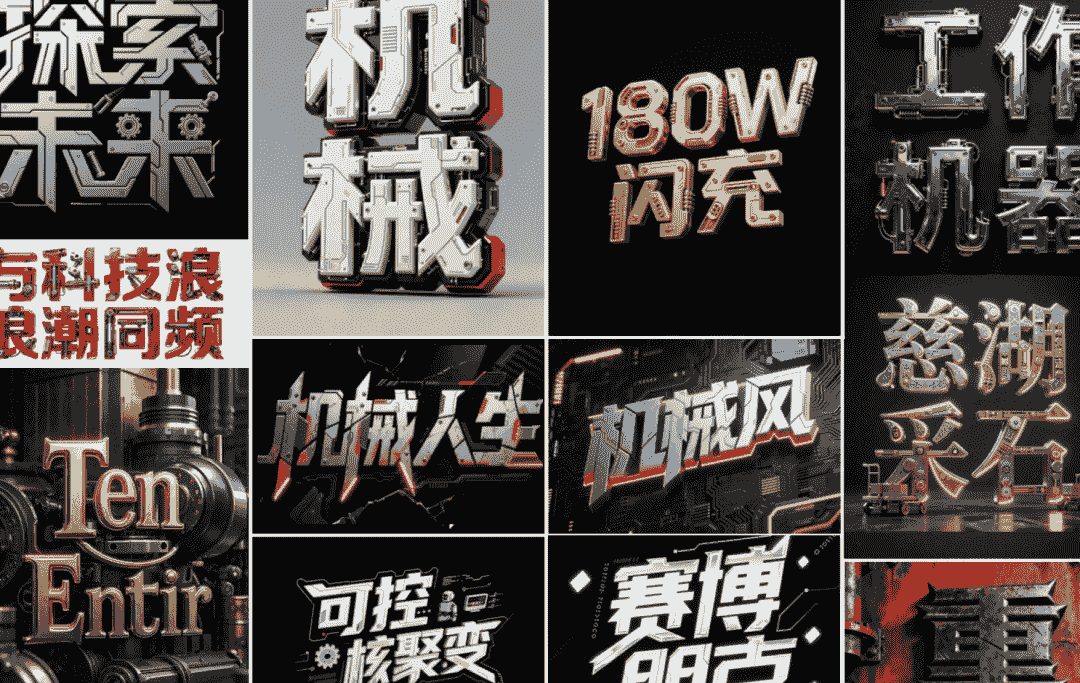 探索
未来
与科技浪
浪潮同频
Ten
Entir
机
械
机械人生
可控
核聚变
180W
闪充
机械风
赛博
朋克
工作
机器
慈湖
采石